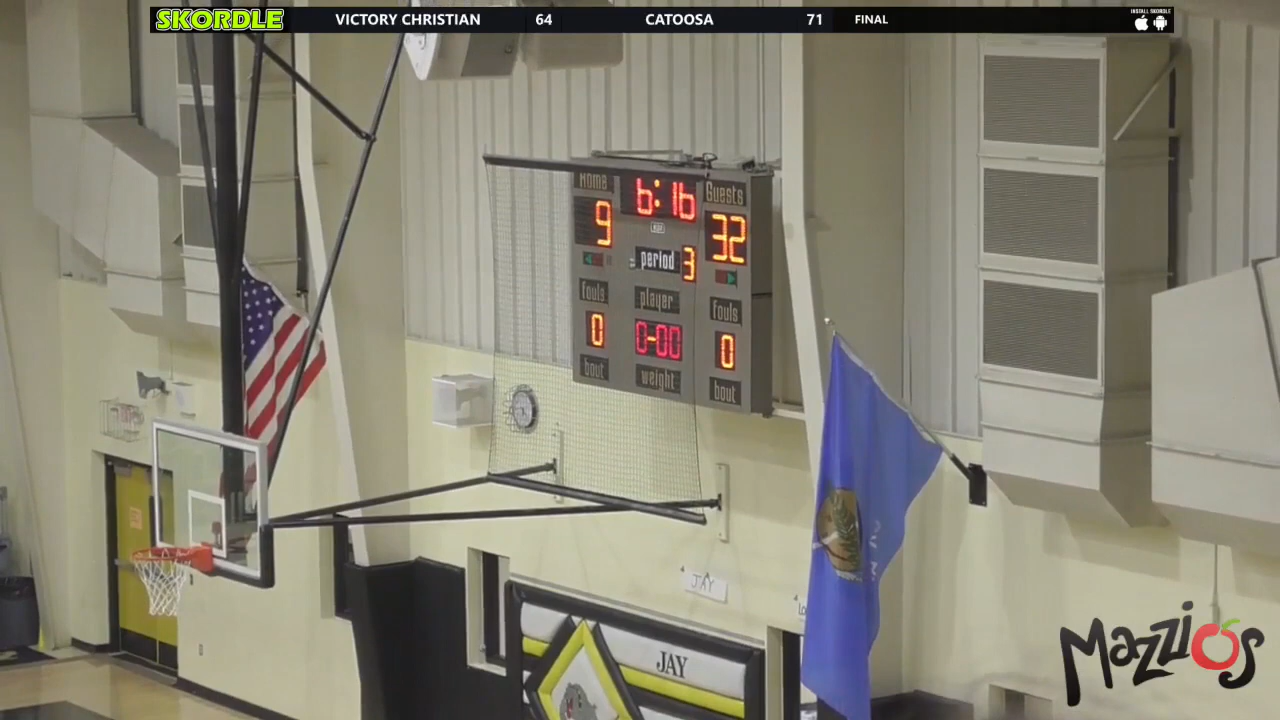 SKORDLE VICTORY CHRISTIAN 64 CATOOSA 71 FINAL INSTALL SKORDLE
Home 6:16 Guests
9 32
period 3
fouls player fouls
0 0-00 0
bout weight bout
JAY
JAY
Mazzio's